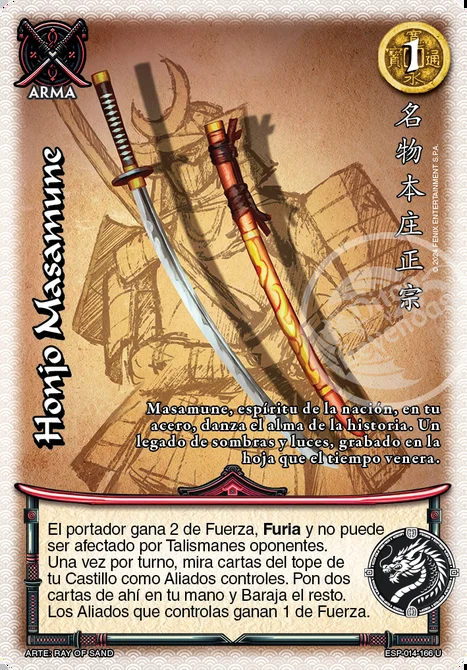 ARMA
1
寛永通寳
Honjo Masamune
名物本庄正宗
© 2024 FENIX ENTERTAINMENT S.P.A.
Masamune, espíritu de la nación, en tu
acero, danza el alma de la historia. Un
legado de sombras y luces, grabado en la
hoja que el tiempo venera.
El portador gana 2 de Fuerza, Furia y no puede
ser afectado por Talismanes oponentes.
Una vez por turno, mira cartas del tope de
tu Castillo como Aliados controles. Pon dos
cartas de ahí en tu mano y Baraja el resto.
Los Aliados que controlas ganan 1 de Fuerza.
ARTE: RAY OF SAND
ESP-014-166 U